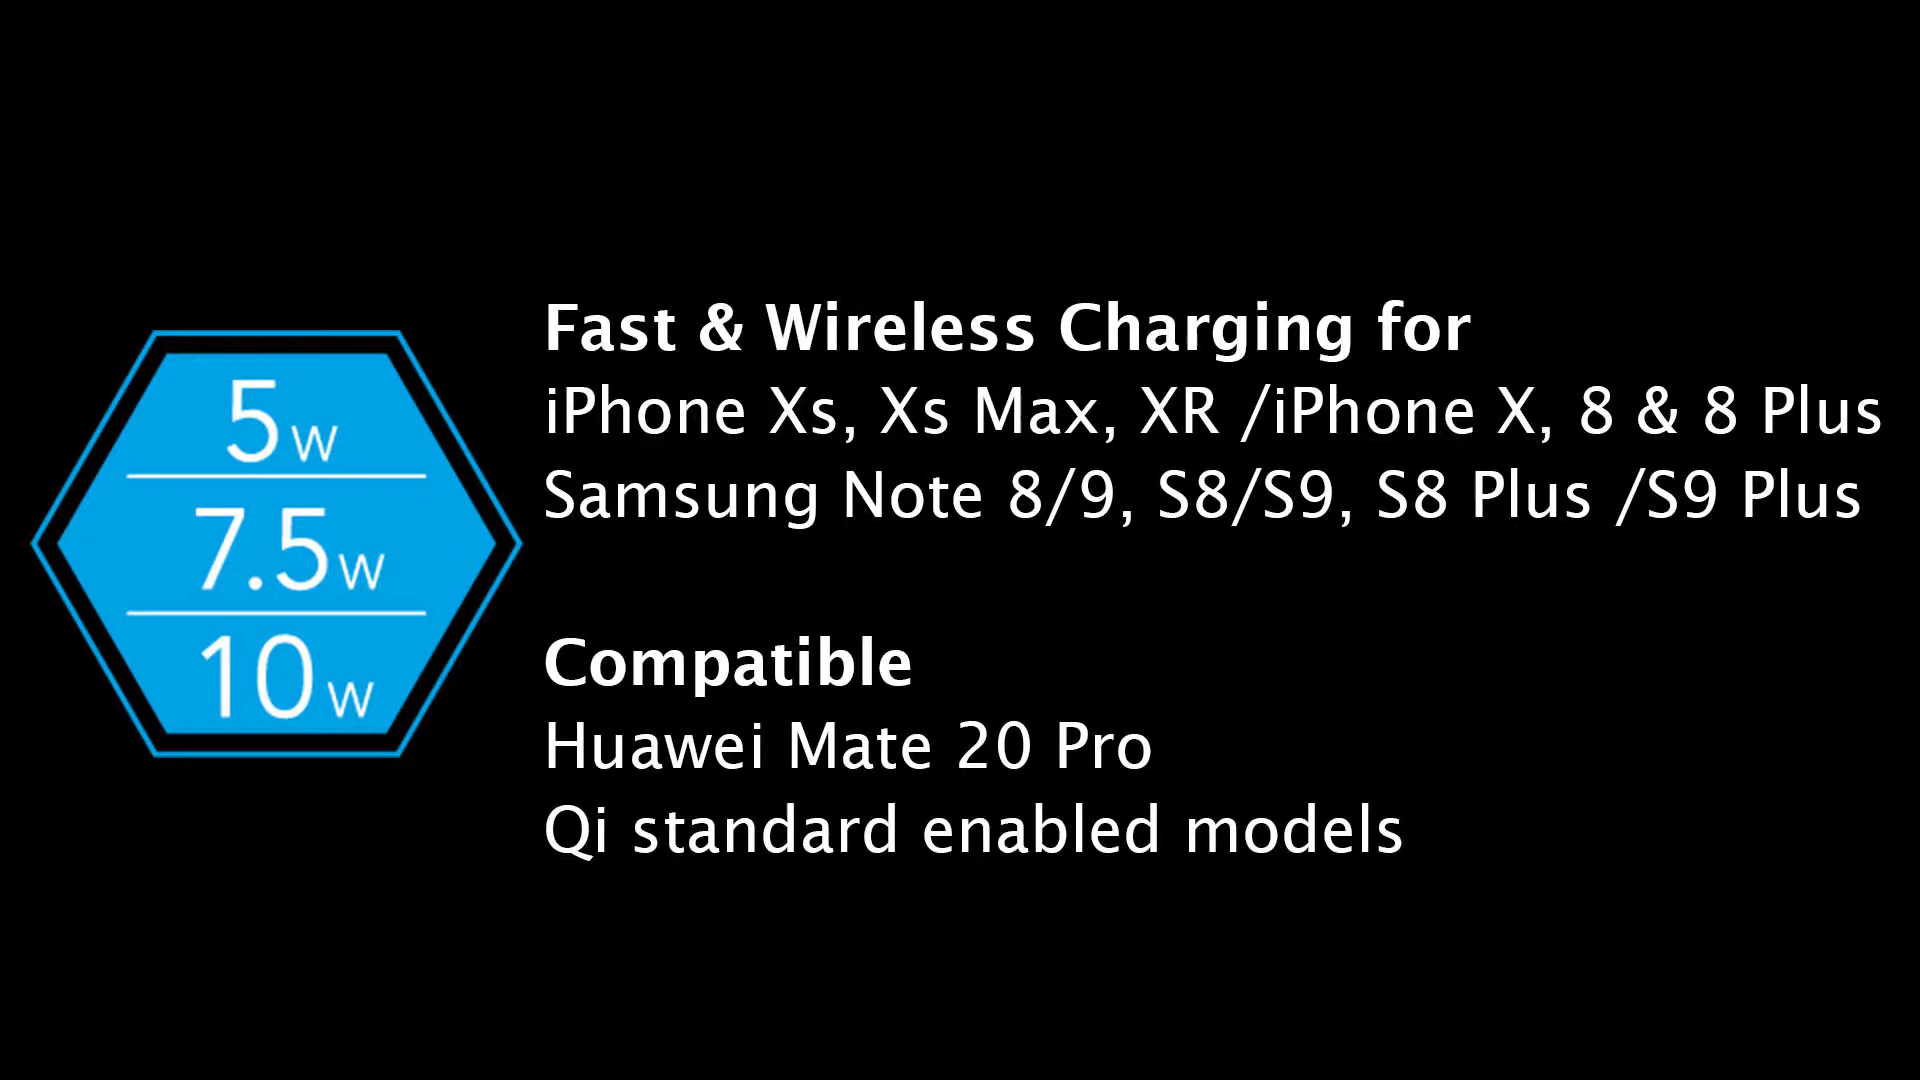 5W
7.5W
10W
Fast & Wireless Charging for
iPhone Xs, Xs Max, XR /iPhone X, 8 & 8 Plus
Samsung Note 8/9, S8/S9, S8 Plus /S9 Plus
Compatible
Huawei Mate 20 Pro
Qi standard enabled models